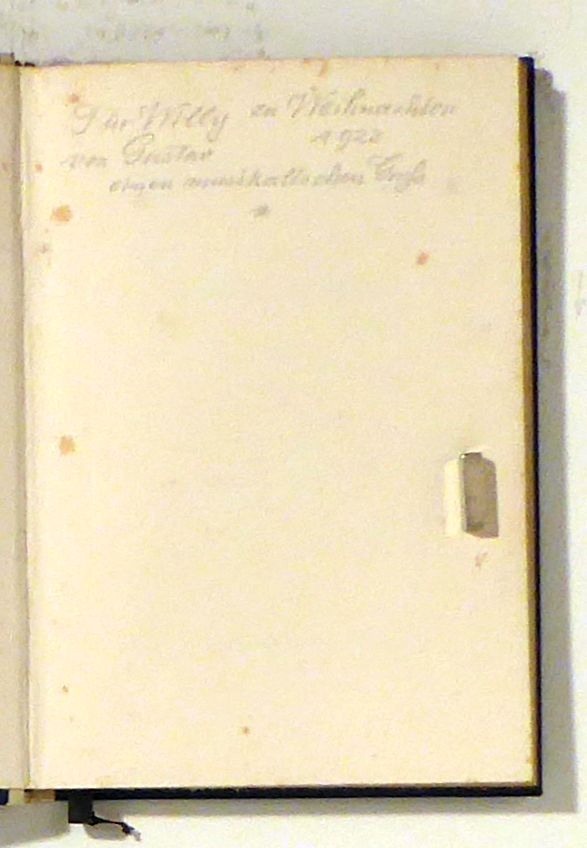 Für Willy zu Weihnachten
1922
von Gustav
einen musikalischen Gruß